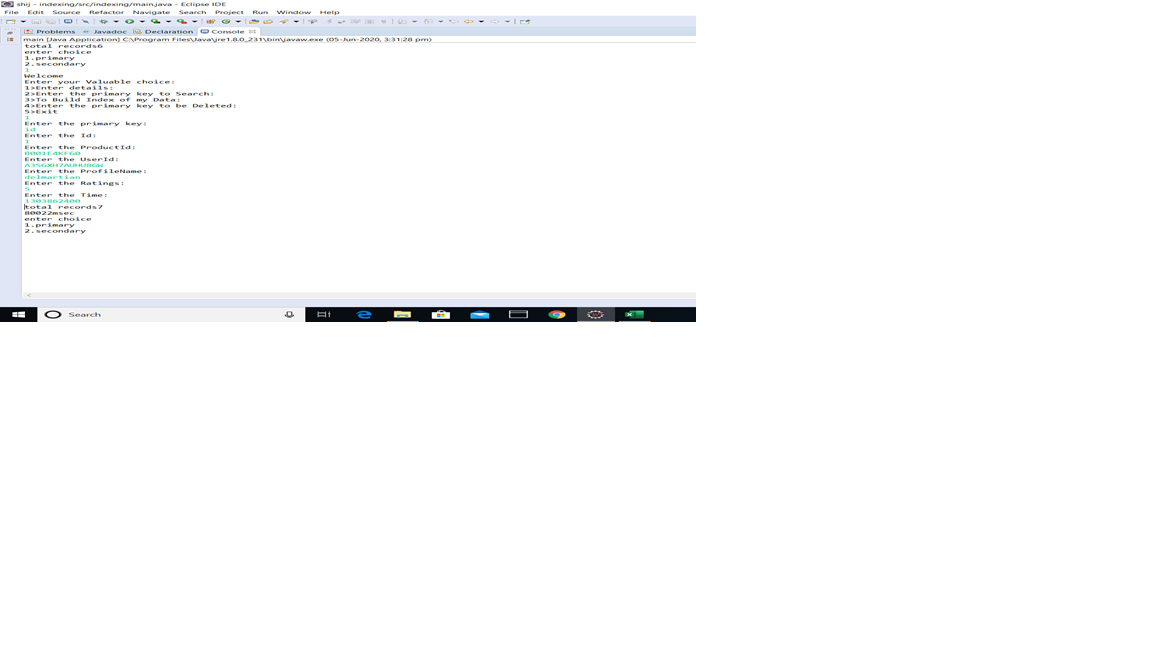 shij - indexing/src/indexing/main.java - Eclipse IDE
File Edit Source Refactor Navigate Search Project Run Window Help
Problems Javadoc Declaration Console
main [Java Application] C:\Program Files\Java\jre1.8.0_231\bin\javaw.exe (05-Jun-2020, 3:31:28 pm)
total records6
enter choice
1.primary
2.secondary
1
Welcome
Enter your Valuable choice:
1>Enter details:
2>Enter the primary key to Search:
3>To Build Index of my Data:
4>Enter the primary key to be Deleted:
5>Exit
1
Enter the primary key:
id
Enter the Id:
1
Enter the ProductId:
B001E4KFG0
Enter the UserId:
A3SGXH7AUHU8GW
Enter the ProfileName:
delmartian
Enter the Ratings:
5
Enter the Time:
1303862400
total records7
80022msec
enter choice
1.primary
2.secondary
Search